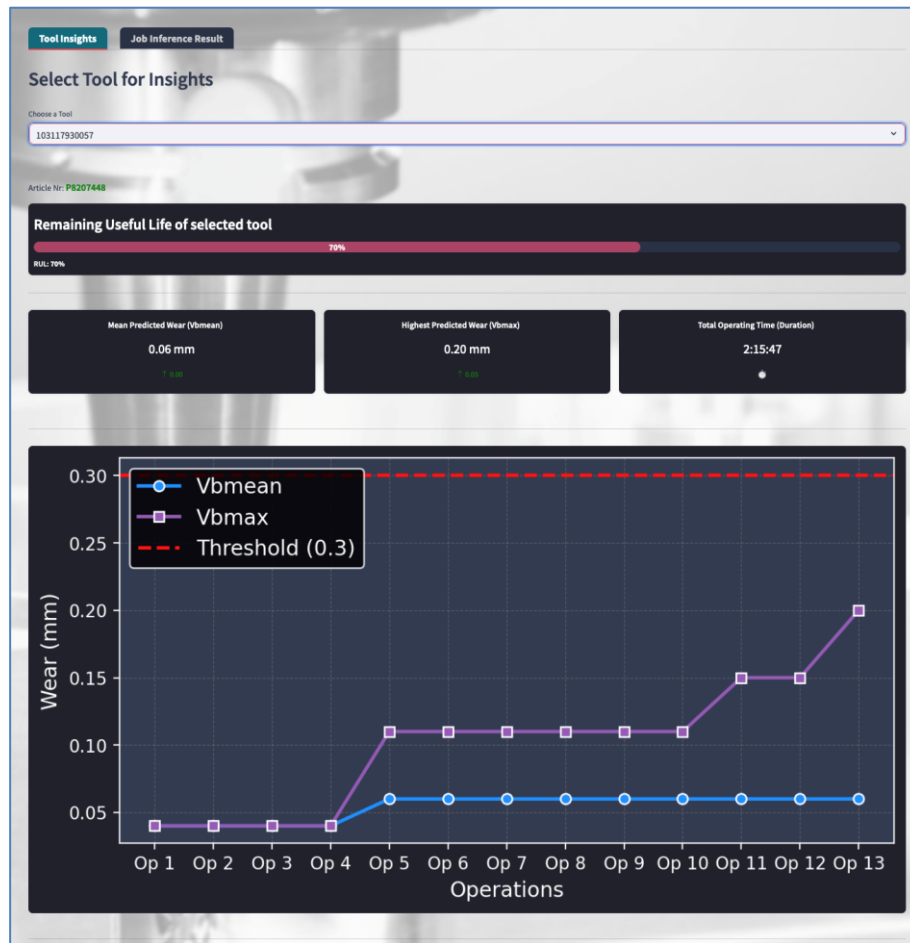 Tool Insights Job Inference Result
Select Tool for Insights
Choose a Tool
103117930057
Article Nr: P8207448
Remaining Useful Life of selected tool
70%
RUL: 70%
Mean Predicted Wear (Vbmean) Highest Predicted Wear (Vbmax) Total Operating Time (Duration)
0.06 mm 0.20 mm 2:15:47
↑ 0.00 ↑ 0.05
Vbmean
Vbmax
Threshold (0.3)
Wear (mm)
0.30
0.25
0.20
0.15
0.10
0.05
Op 1 Op 2 Op 3 Op 4 Op 5 Op 6 Op 7 Op 8 Op 9 Op 10 Op 11 Op 12 Op 13
Operations